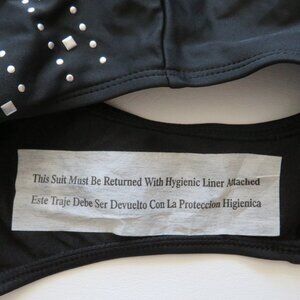 This Suit Must Be Returned With Hygienic Liner Attached
Este Traje Debe Ser Devuelto Con La Proteccion Higienica